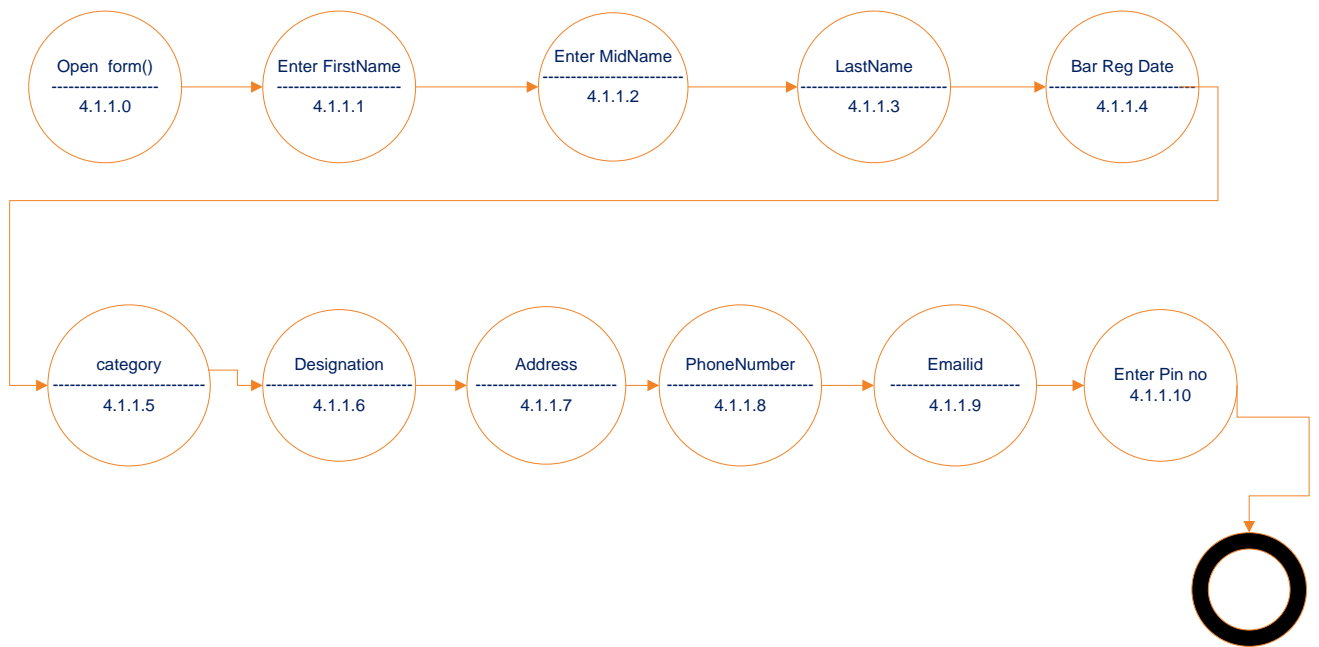 Open form()
-------------------
4.1.1.0
Enter FirstName
----------------------
4.1.1.1
Enter MidName
-------------------------
4.1.1.2
LastName
--------------------------
4.1.1.3
Bar Reg Date
--------------------------
4.1.1.4
category
---------------------------
4.1.1.5
Designation
--------------------------
4.1.1.6
Address
--------------------------
4.1.1.7
PhoneNumber
--------------------------
4.1.1.8
Emailid
-----------------------
4.1.1.9
Enter Pin no
4.1.1.10